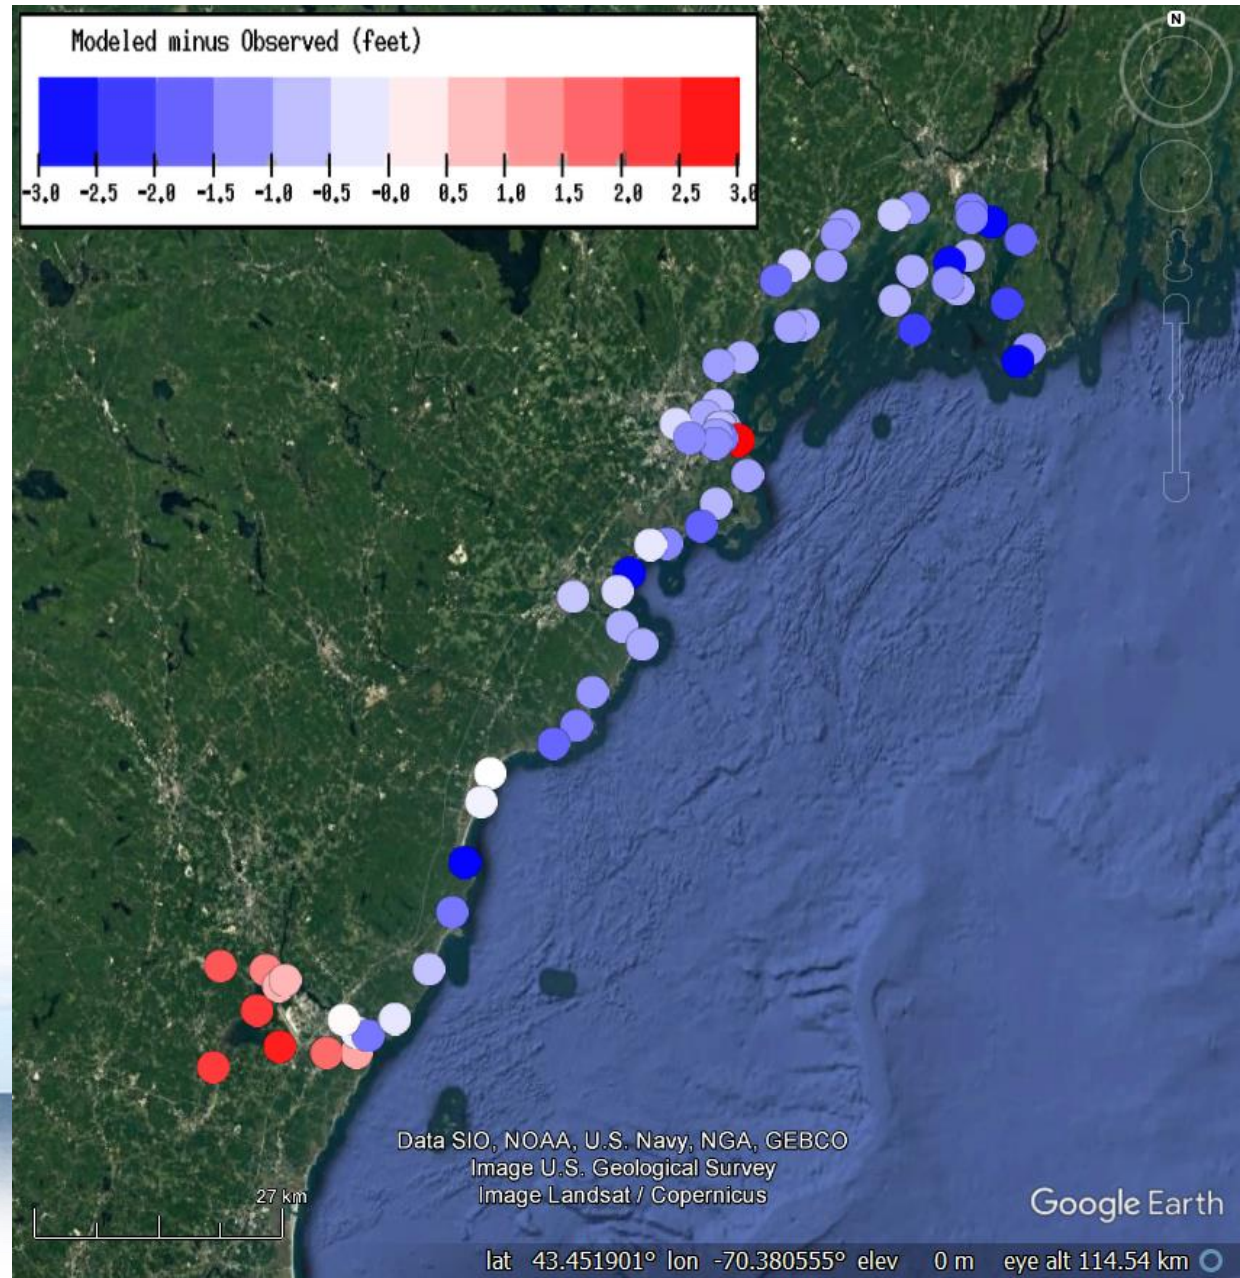 Modeled minus Observed (feet)
-3.0 -2.5 -2.0 -1.5 -1.0 -0.5 -0.0 0.5 1.0 1.5 2.0 2.5 3.0
N
Data SIO, NOAA, U.S. Navy, NGA, GEBCO
Image U.S. Geological Survey
Image Landsat / Copernicus
27 km
Google Earth
lat 43.451901° lon -70.380555° elev 0 m eye alt 114.54 km